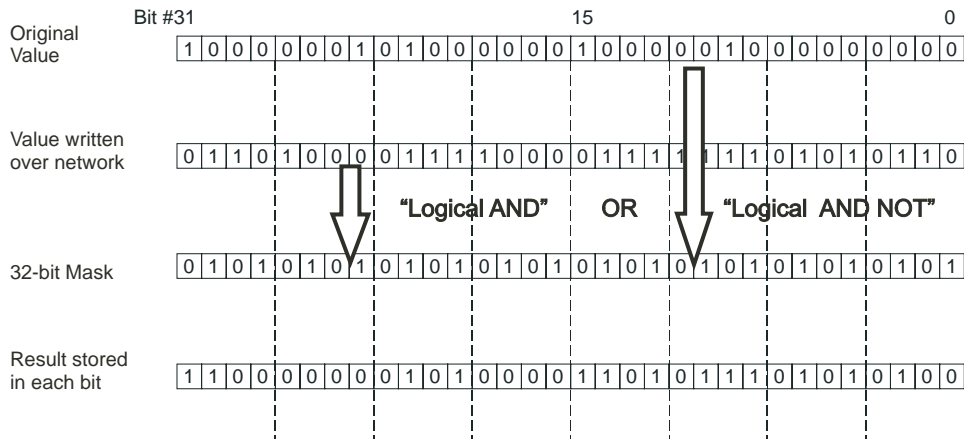 Bit #31 15 0
Original
Value
1 0 0 0 0 0 0 1 0 1 0 0 0 0 0 0 1 0 0 0 0 0 1 0 0 0 0 0 0 0 0 0
Value written
over network
0 1 1 0 1 0 0 0 0 1 1 1 1 0 0 0 0 1 1 1 1 1 1 1 0 1 0 1 0 1 1 0
“Logical AND” OR “Logical AND NOT”
32-bit Mask
0 1 0 1 0 1 0 1 0 1 0 1 0 1 0 1 0 1 0 1 0 1 0 1 0 1 0 1 0 1 0 1
Result stored
in each bit
1 1 0 0 0 0 0 0 0 1 0 1 0 0 0 0 1 1 0 1 0 1 1 1 0 1 0 1 0 1 0 0